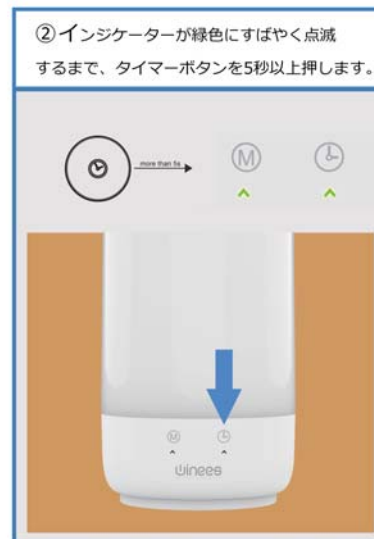 ②インジケーターが緑色にすばやく点滅
するまで、タイマーボタンを5秒以上押します。
more than 5s
M
M
winees